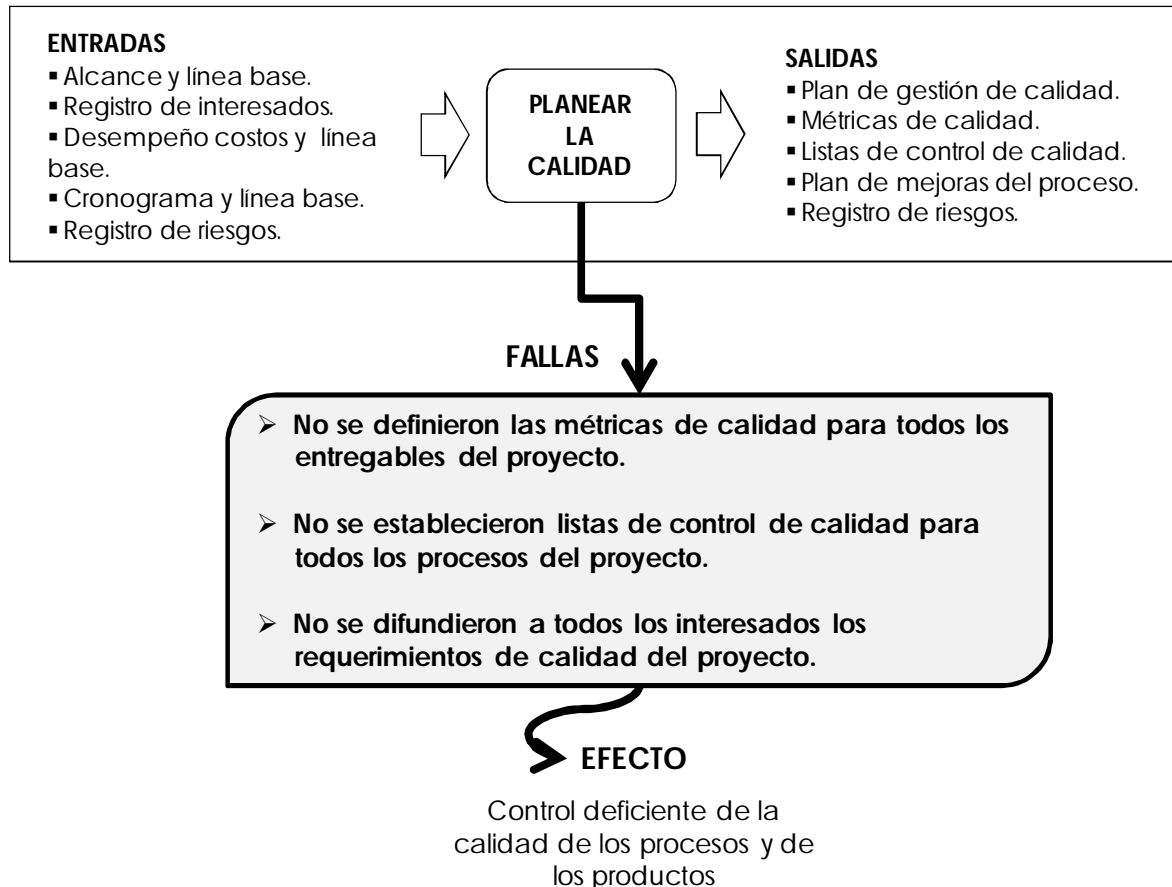 ENTRADAS
▪ Alcance y línea base.
▪ Registro de interesados.
▪ Desempeño costos y línea
base.
▪ Cronograma y línea base.
▪ Registro de riesgos.
PLANEAR
LA
CALIDAD
SALIDAS
▪ Plan de gestión de calidad.
▪ Métricas de calidad.
▪ Listas de control de calidad.
▪ Plan de mejoras del proceso.
▪ Registro de riesgos.
FALLAS
➢ No se definieron las métricas de calidad para todos los
entregables del proyecto.
➢ No se establecieron listas de control de calidad para
todos los procesos del proyecto.
➢ No se difundieron a todos los interesados los
requerimientos de calidad del proyecto.
EFECTO
Control deficiente de la
calidad de los procesos y de
los productos